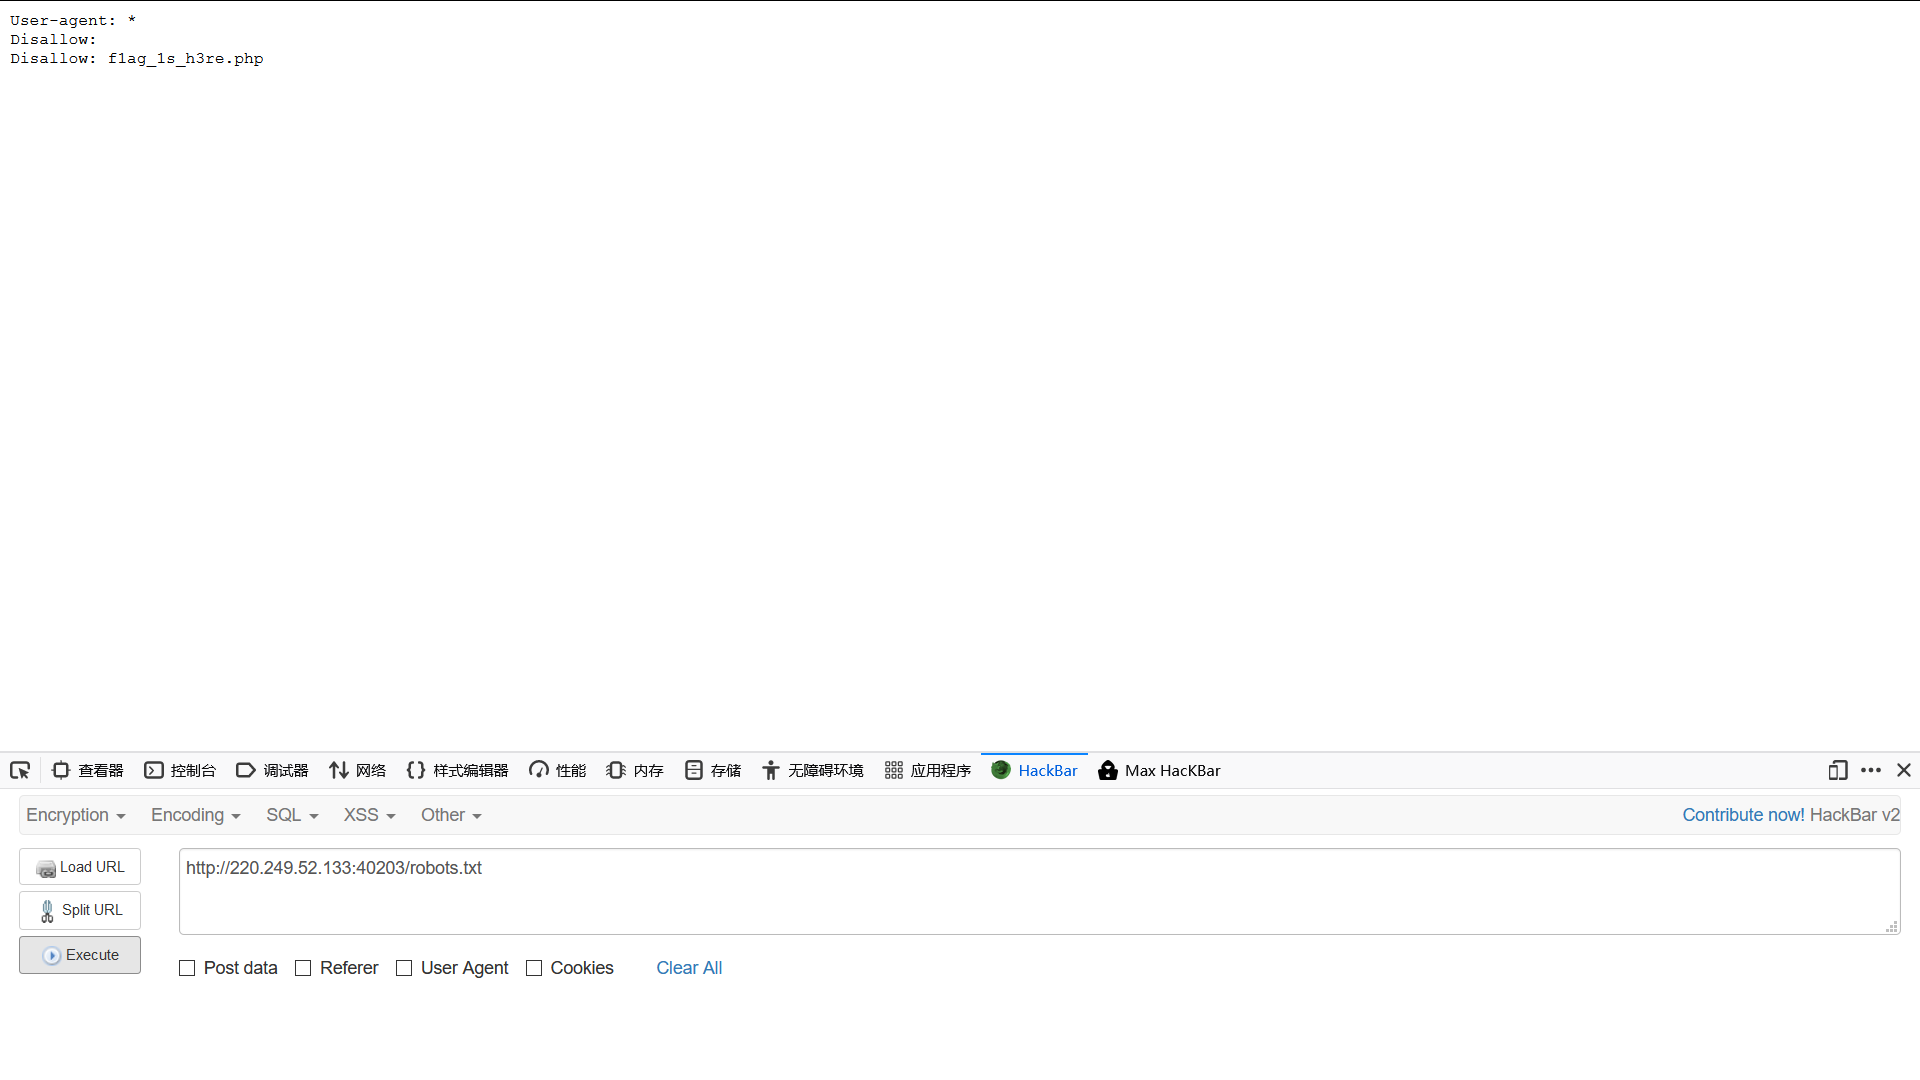 User-agent: *
Disallow:
Disallow: f1ag_1s_h3re.php
查看器 控制台 调试器 网络 样式编辑器 性能 内存 存储 无障碍环境 应用程序 HackBar Max HacKBar
Encryption Encoding SQL XSS Other Contribute now! HackBar v2
Load URL http://220.249.52.133:40203/robots.txt
Split URL
Execute
Post data Referer User Agent Cookies Clear All